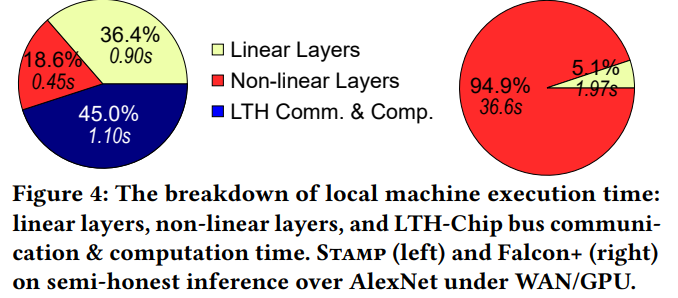 36.4%
0.90s
18.6%
0.45s
45.0%
1.10s
Linear Layers
Non-linear Layers
LTH Comm. & Comp.
94.9%
36.6s
5.1%
1.97s
Figure 4: The breakdown of local machine execution time:
linear layers, non-linear layers, and LTH-Chip bus communi-
cation & computation time. STAMP (left) and Falcon+ (right)
on semi-honest inference over AlexNet under WAN/GPU.